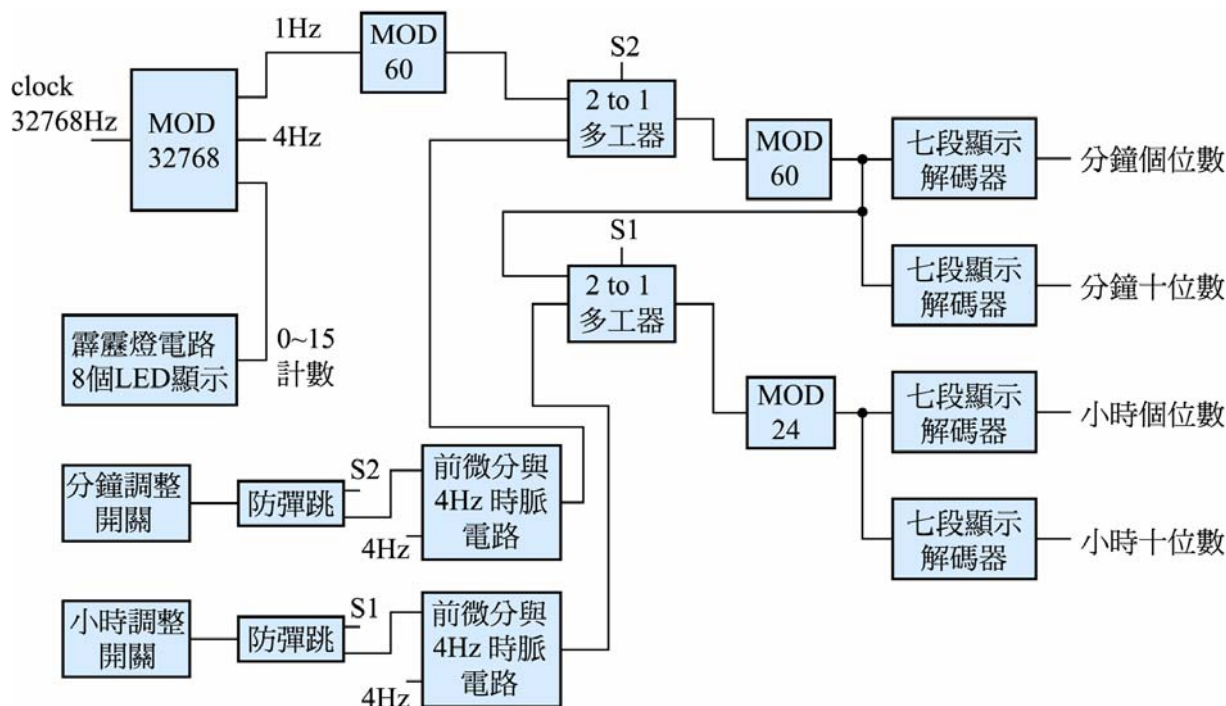 clock
32768Hz
MOD
32768
1Hz
4Hz
MOD
60
S2
2 to 1
多工器
MOD
60
七段顯示
解碼器
分鐘個位數
S1
2 to 1
多工器
七段顯示
解碼器
分鐘十位數
霹靂燈電路
8個LED顯示
0~15
計數
MOD
24
七段顯示
解碼器
小時個位數
分鐘調整
開關
防彈跳
S2
4Hz
前微分與
4Hz 時脈
電路
七段顯示
解碼器
小時十位數
小時調整
開關
防彈跳
S1
4Hz
前微分與
4Hz 時脈
電路